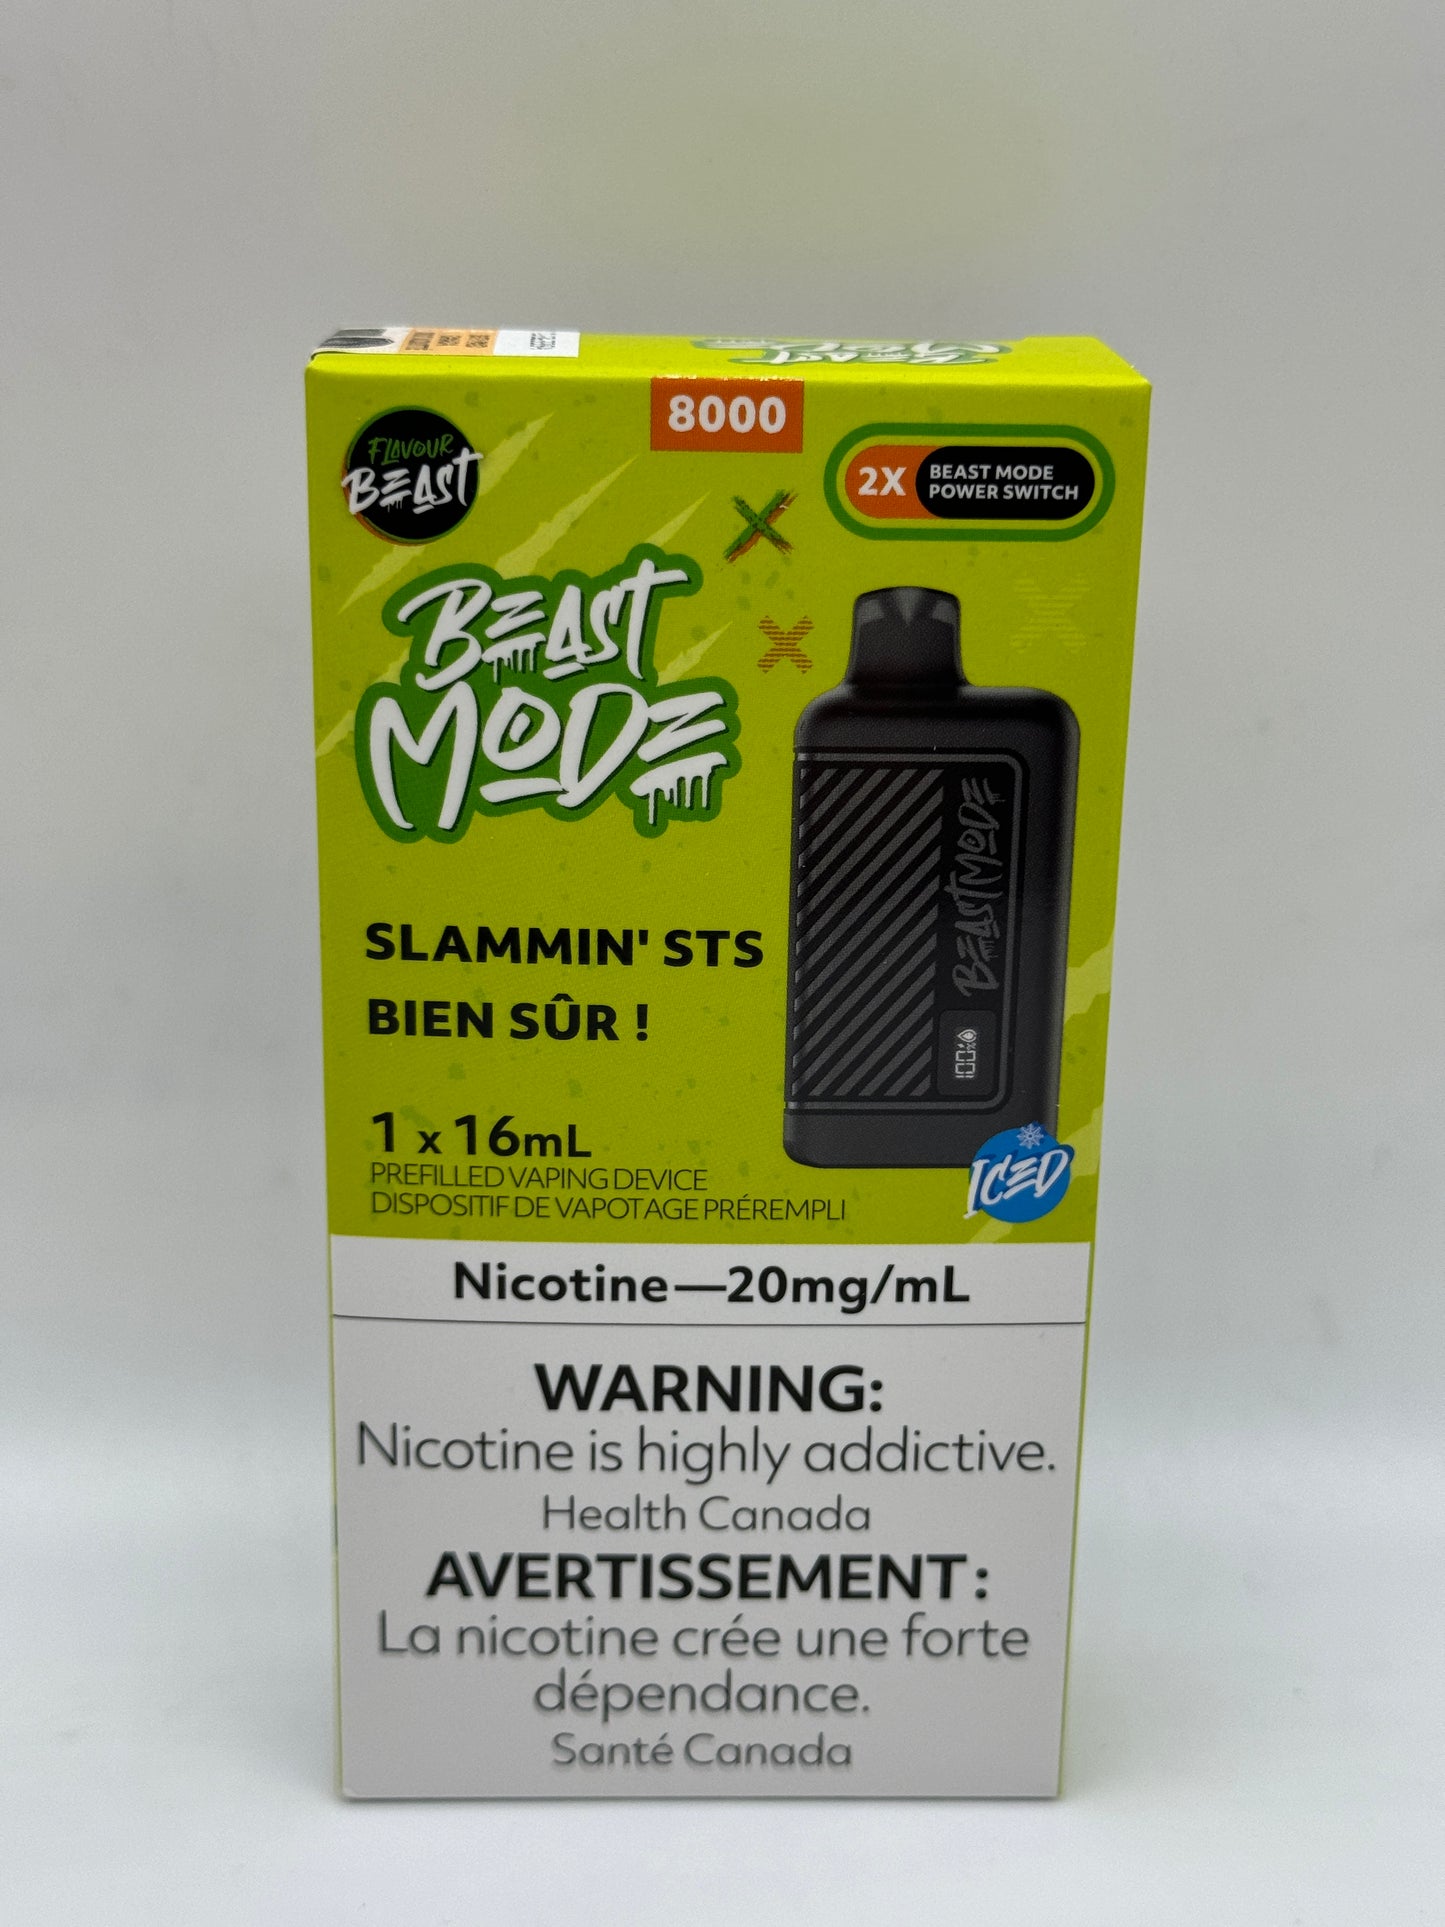 8000
FLAVOUR
BEAST
2X
BEAST MODE
POWER SWITCH
BEAST
MODE
BEAST MODE
SLAMMIN' STS
BIEN SÛR !
100%
1 x 16mL
PREFILLED VAPING DEVICE
DISPOSITIF DE VAPOTAGE PRÉREMPLI
ICED
Nicotine—20mg/mL
WARNING:
Nicotine is highly addictive.
Health Canada
AVERTISSEMENT :
La nicotine crée une forte
dépendance.
Santé Canada